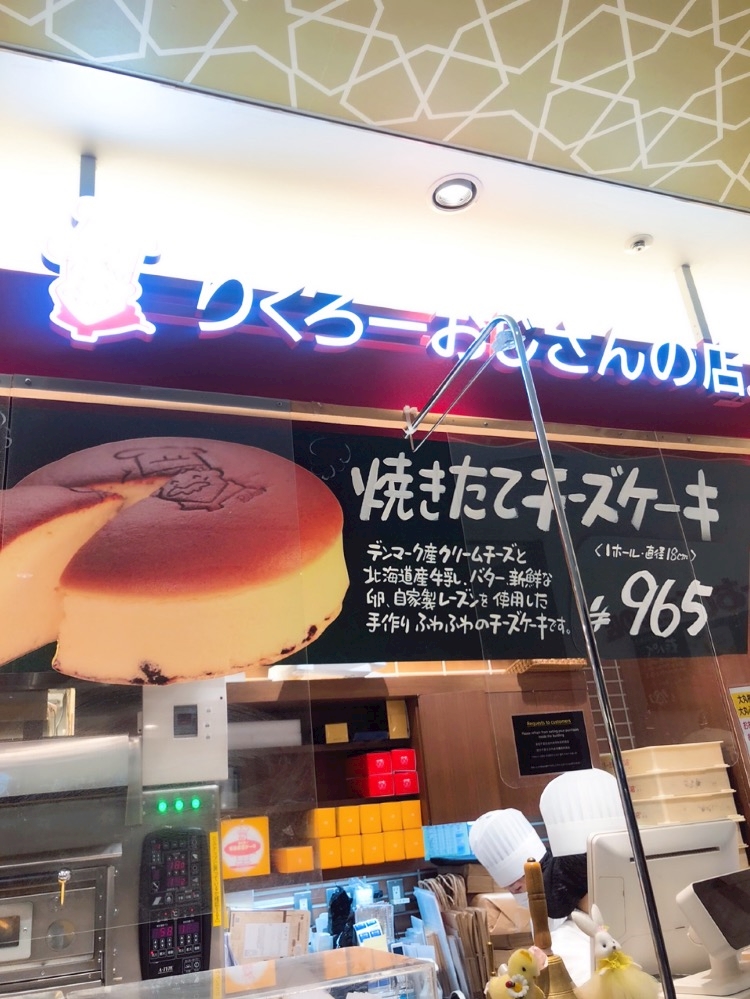 りくろーおじさんの店
焼きたてチーズケーキ
〈1ホール・直径18cm〉
デンマーク産クリームチーズと
北海道産牛乳、バター、新鮮な
卵、自家製レーズンを使用した
手作りふわふわのチーズケーキです。
¥965
Requests to customers